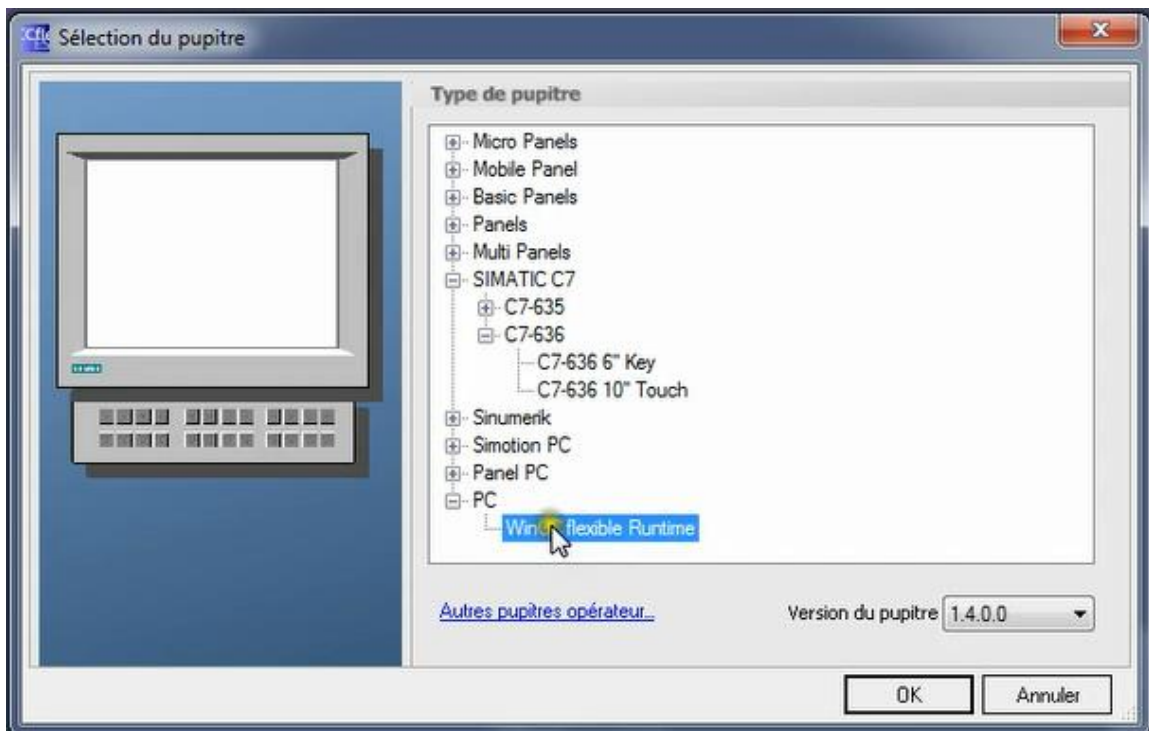 Sélection du pupitre
Type de pupitre
Micro Panels
Mobile Panel
Basic Panels
Panels
Multi Panels
SIMATIC C7
C7-635
C7-636
C7-636 6" Key
C7-636 10" Touch
Sinumerik
Simotion PC
Panel PC
PC
flexible Runtime
Autres pupitres opérateur...
Version du pupitre 1.4.0.0
OK Annuler